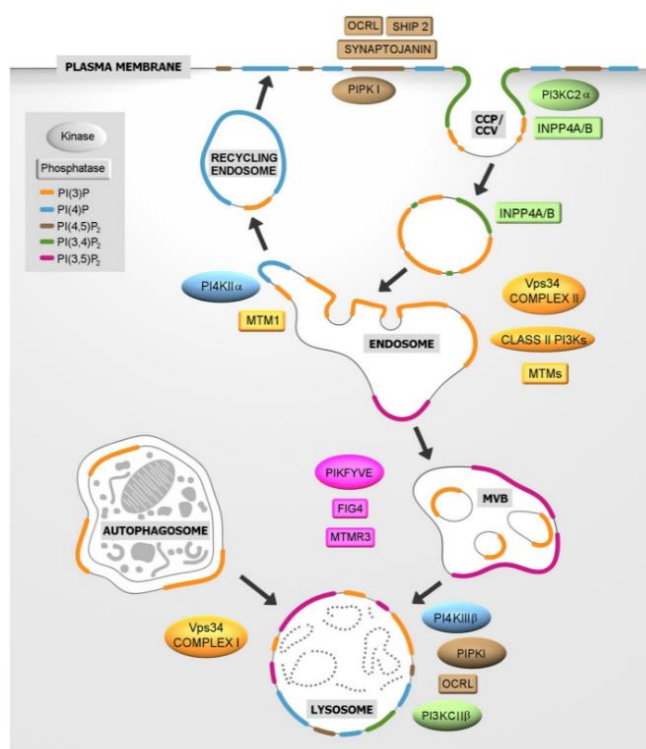 OCRL
SHIP 2
SYNAPTOJANIN
PLASMA MEMBRANE
PIPK I
CCP/
CCV
PI3KC2α
INPP4A/B
Kinase
Phosphatase
PI(3)P
PI(4)P
PI(4,5)P₂
PI(3,4)P₂
PI(3,5)P₂
RECYCLING
ENDOSOME
INPP4A/B
PI4KIIα
MTM1
ENDOSOME
Vps34
COMPLEX II
CLASS II PI3Ks
MTMs
PIKFYVE
FIG4
MTMR3
MVB
AUTOPHAGOSOME
Vps34
COMPLEX I
LYSOSOME
PI4KIIIβ
PIPKI
OCRL
PI3KCIIβ